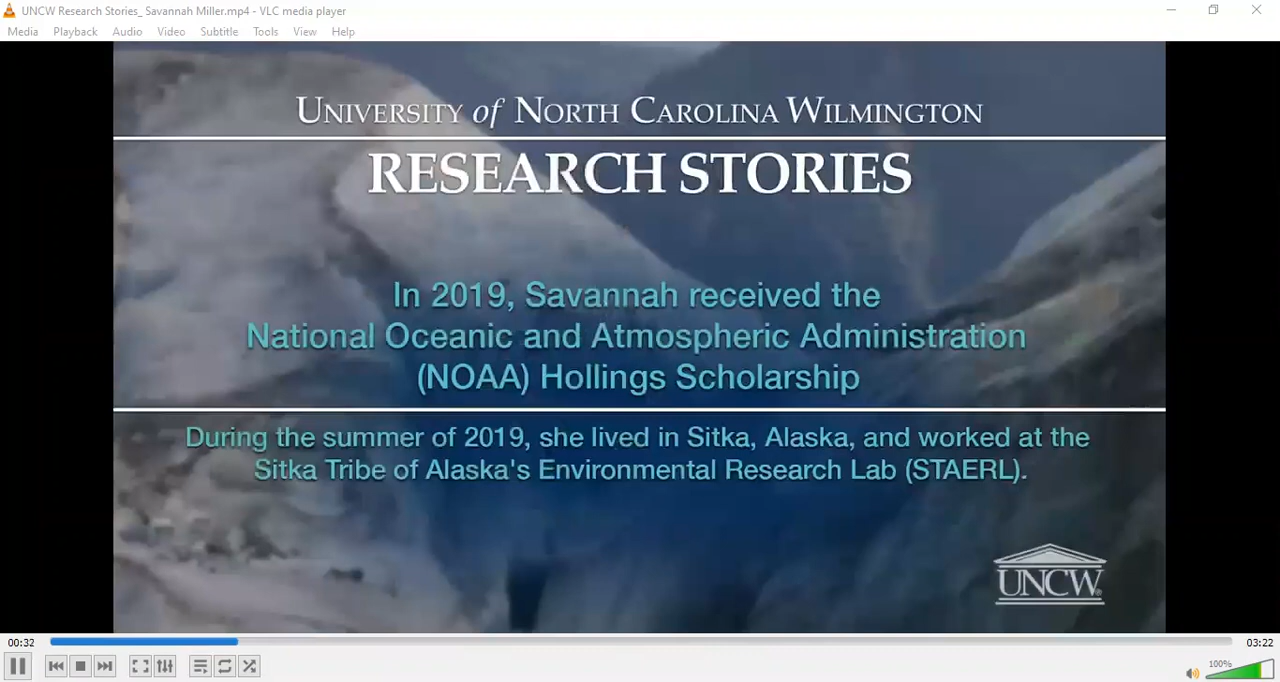 UNCW Research Stories_ Savannah Miller.mp4 - VLC media player
Media Playback Audio Video Subtitle Tools View Help
UNIVERSITY of NORTH CAROLINA WILMINGTON
RESEARCH STORIES
In 2019, Savannah received the
National Oceanic and Atmospheric Administration
(NOAA) Hollings Scholarship
During the summer of 2019, she lived in Sitka, Alaska, and worked at the
Sitka Tribe of Alaska's Environmental Research Lab (STAERL).
UNCW
00:32 03:22
100%